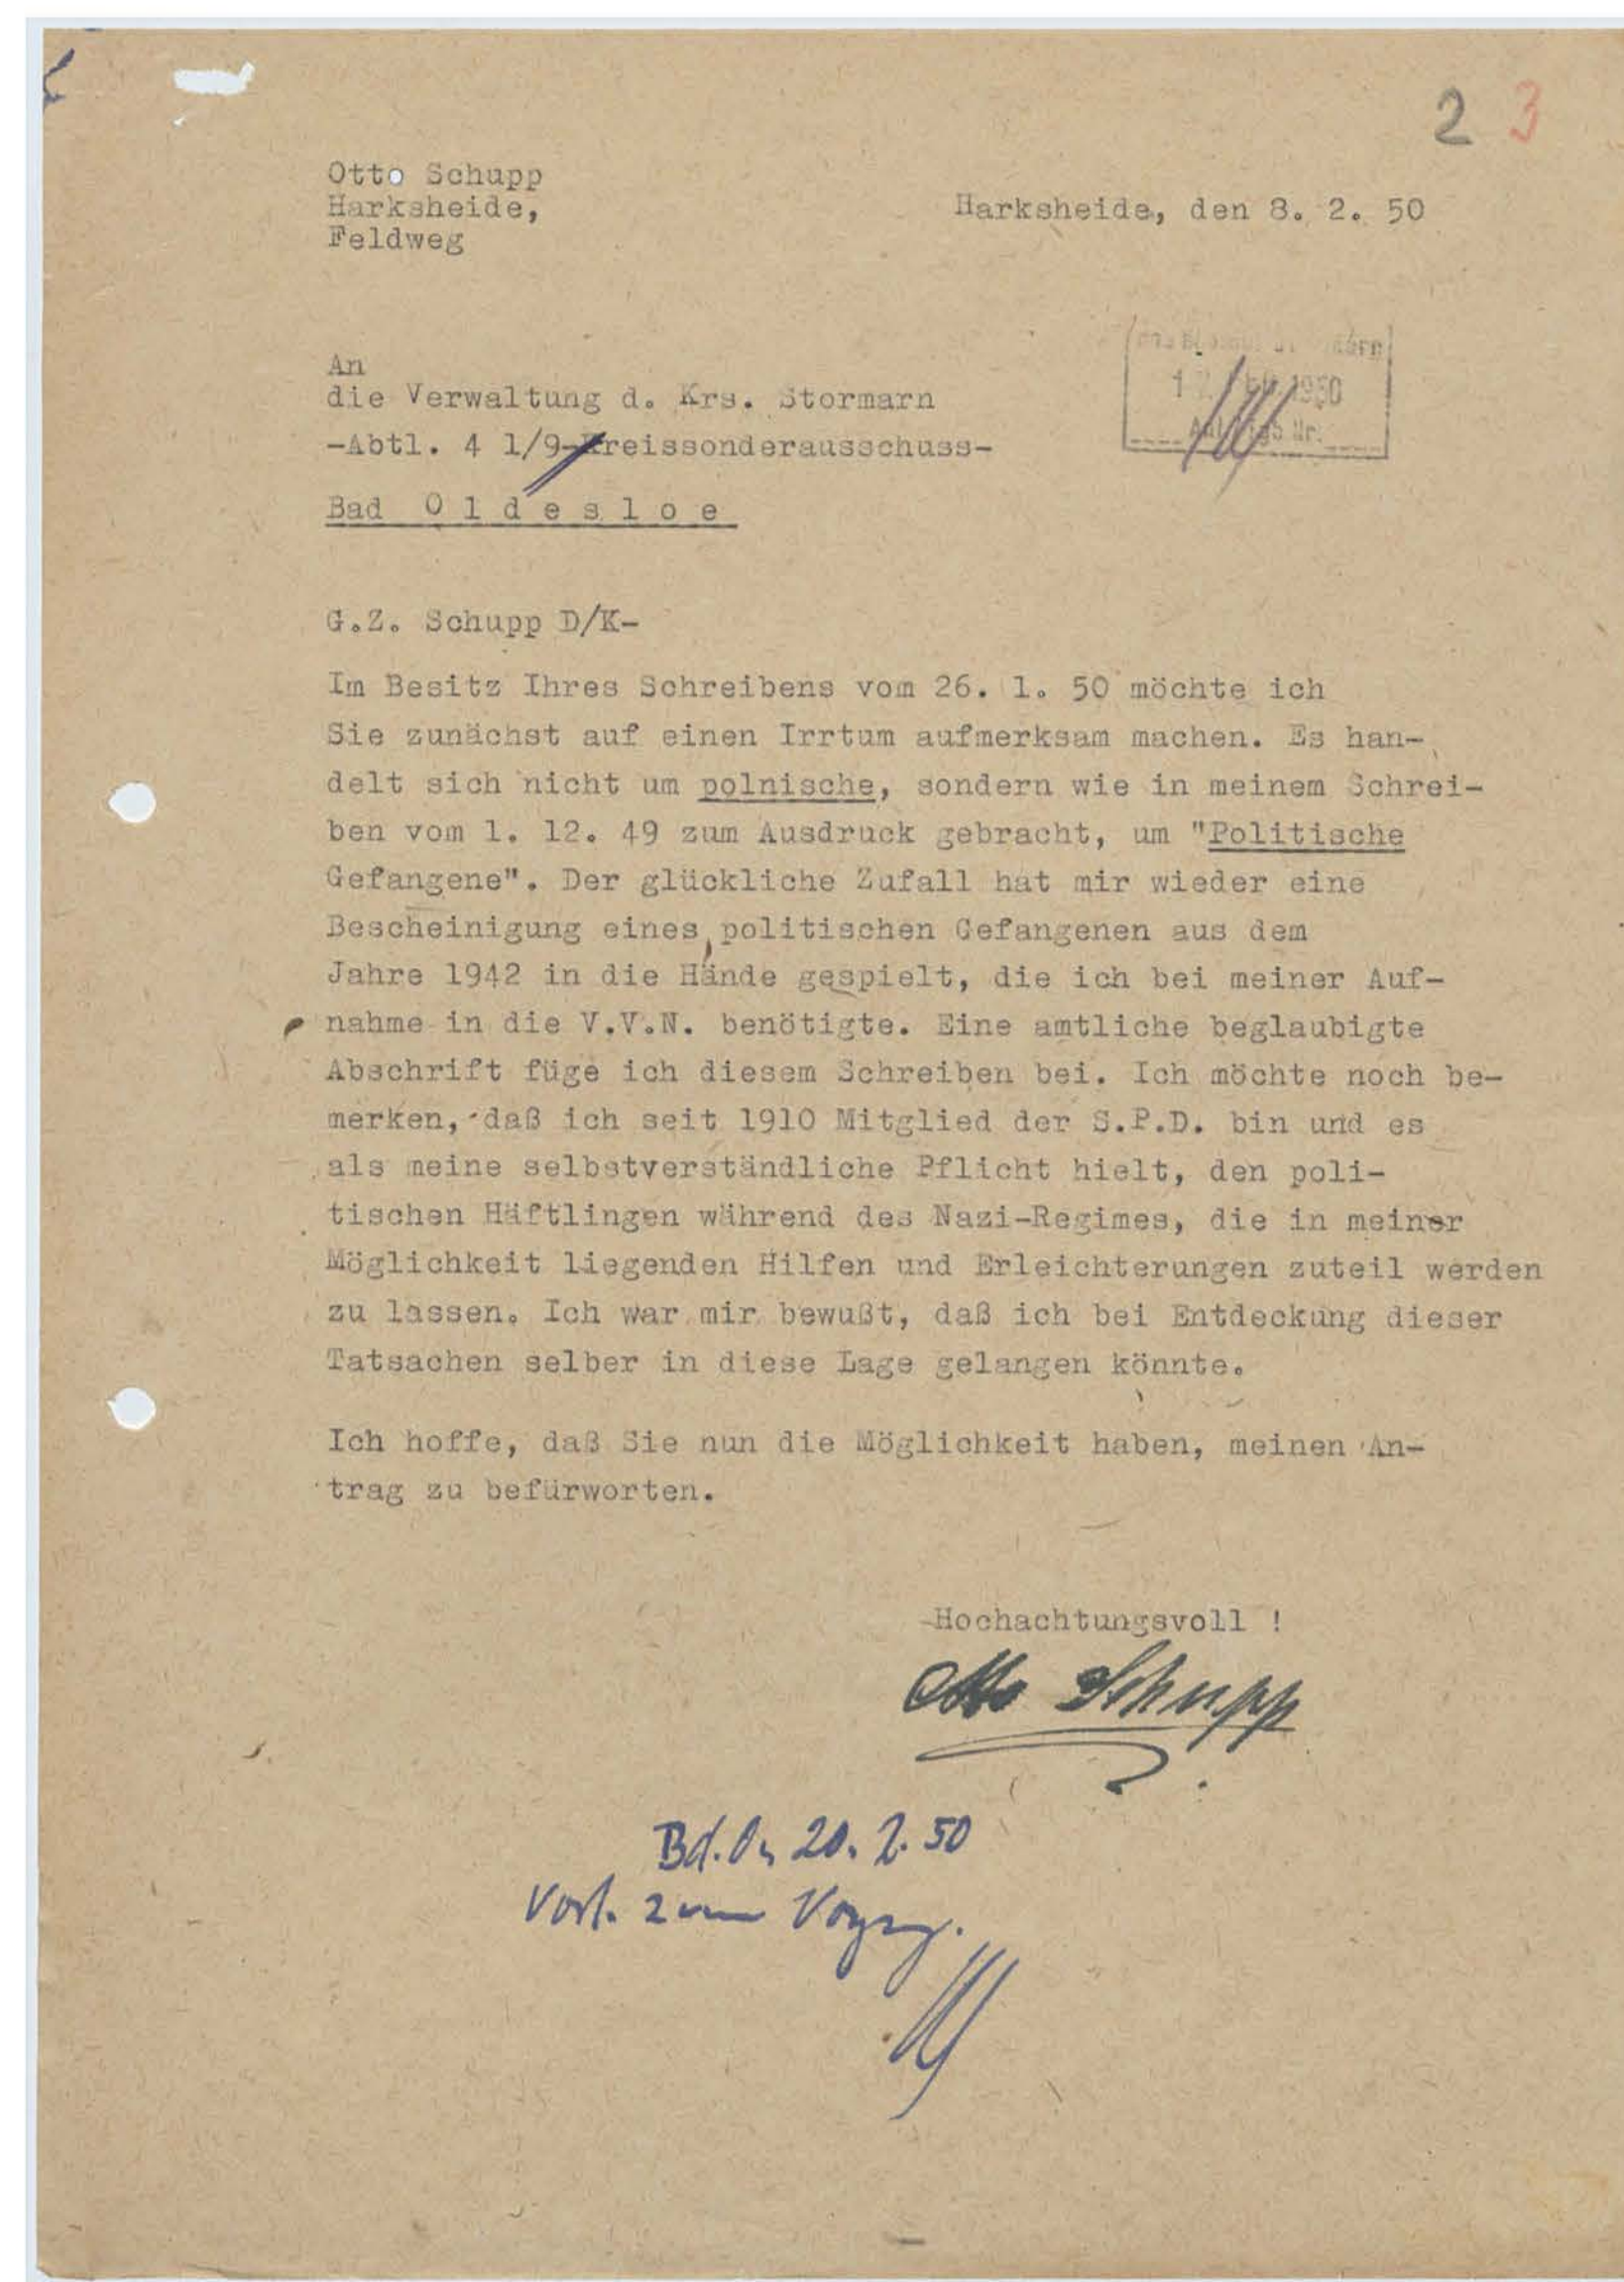 2 3
Otto Schupp
Harksheide,
Feldweg
Harksheide, den 8. 2. 50
1950
An
die Verwaltung d. Krs. Stormarn
-Abtl. 4 1/9-Kreissonderausschuss-
Bad O l d e s l o e
G.Z. Schupp D/K-
Im Besitz Ihres Schreibens vom 26. 1. 50 möchte ich
Sie zunächst auf einen Irrtum aufmerksam machen. Es han-
delt sich nicht um polnische, sondern wie in meinem Schrei-
ben vom 1. 12. 49 zum Ausdruck gebracht, um "Politische
Gefangene". Der glückliche Zufall hat mir wieder eine
Bescheinigung eines politischen Gefangenen aus dem
Jahre 1942 in die Hände gespielt, die ich bei meiner Auf-
nahme in die V.V.N. benötigte. Eine amtliche beglaubigte
Abschrift füge ich diesem Schreiben bei. Ich möchte noch be-
merken, daß ich seit 1910 Mitglied der S.P.D. bin und es
als meine selbstverständliche Pflicht hielt, den poli-
tischen Häftlingen während des Nazi-Regimes, die in meiner
Möglichkeit liegenden Hilfen und Erleichterungen zuteil werden
zu lassen. Ich war mir bewußt, daß ich bei Entdeckung dieser
Tatsachen selber in diese Lage gelangen könnte.
Ich hoffe, daß Sie nun die Möglichkeit haben, meinen An-
trag zu befürworten.
-Hochachtungsvoll !
Otto Schupp
20. 2. 50
zum